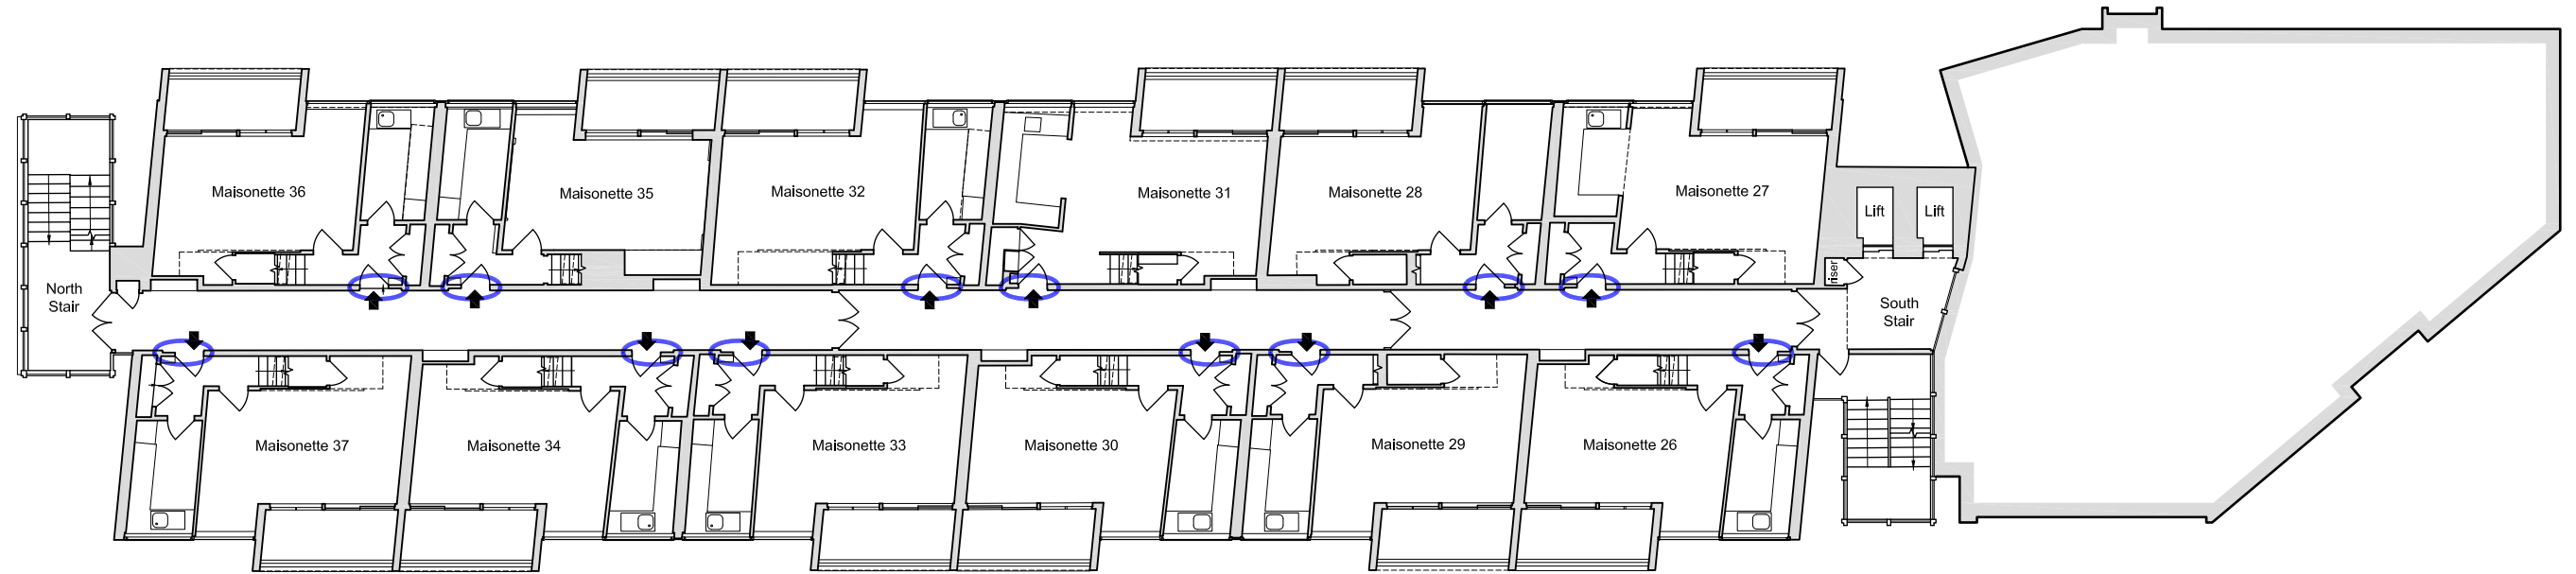 Maisonette 36
Maisonette 35
Maisonette 32
Maisonette 31
Maisonette 28
Maisonette 27
Lift
Lift
riser
North
Stair
South
Stair
Maisonette 37
Maisonette 34
Maisonette 33
Maisonette 30
Maisonette 29
Maisonette 26